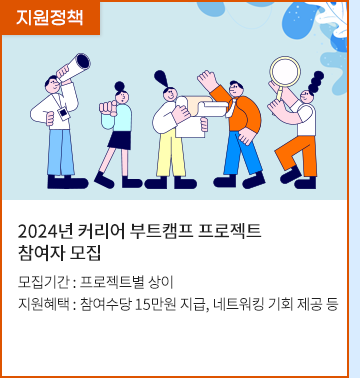 지원정책
2024년 커리어 부트캠프 프로젝트
참여자 모집
모집기간 : 프로젝트별 상이
지원혜택 : 참여수당 15만원 지급, 네트워킹 기회 제공 등